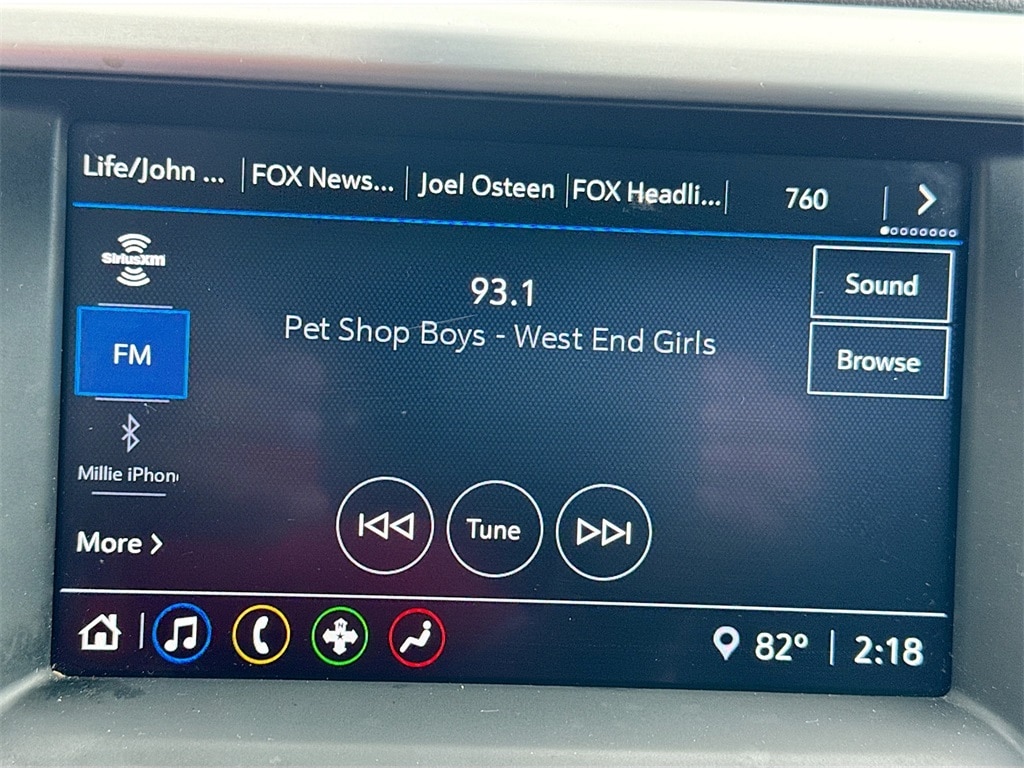 Life/John ... FOX News... Joel Osteen FOX Headli... 760
SiriusXM
93.1
Sound
Pet Shop Boys - West End Girls
FM
Browse
Millie iPhon
Tune
More
N
82° 2:18